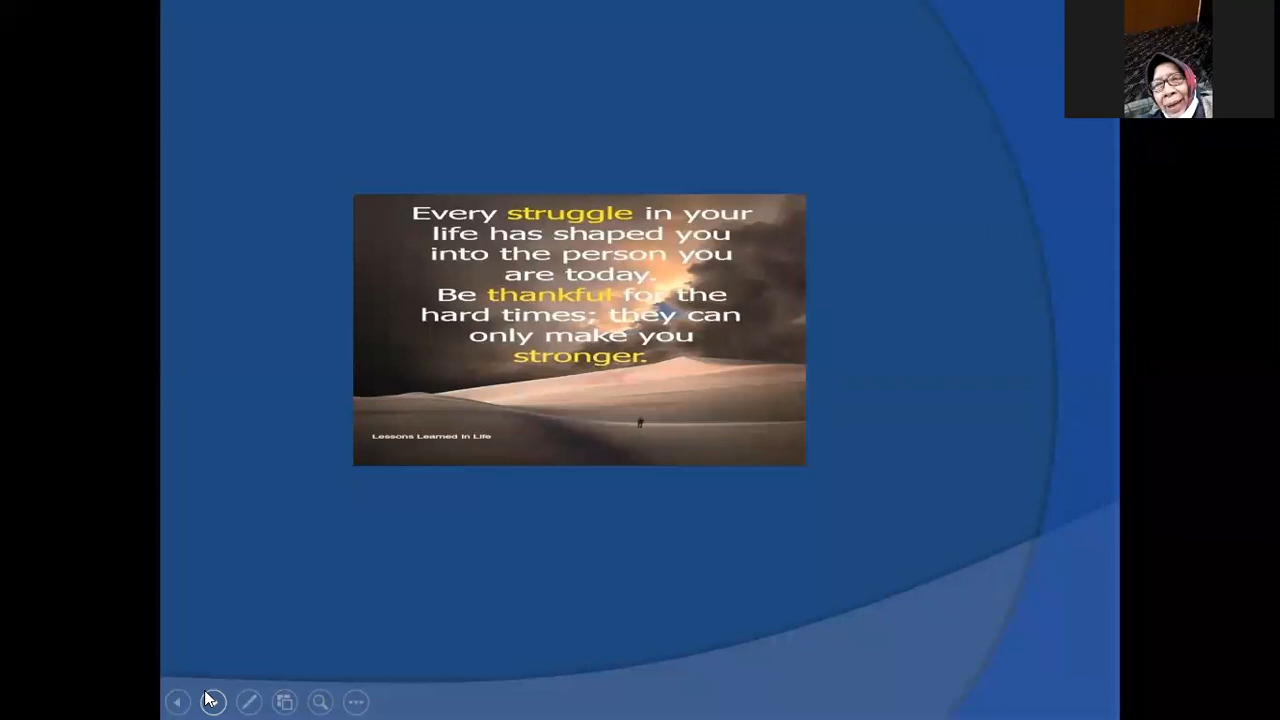 Every struggle in your
life has shaped you
into the person you
are today.
Be thankful for the
hard times; they can
only make you
stronger.
Lessons Learned In Life